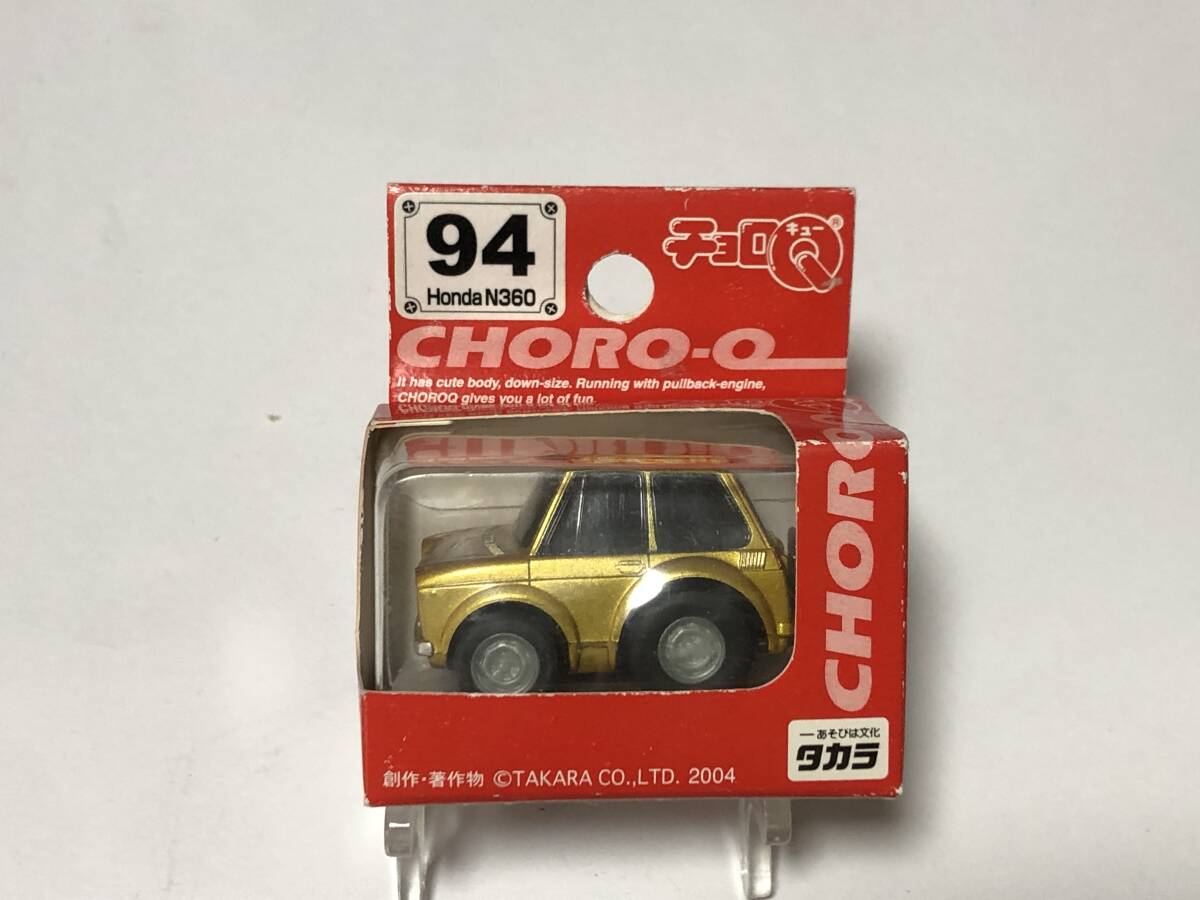 94
Honda N360
チョロQ
キュー
®
CHORO-Q
It has cute body, down-size. Running with pullback-engine,
CHOROQ gives you a lot of fun.
CHORO
ーあそびは文化
タカラ
創作・著作物 ©TAKARA CO.,LTD. 2004